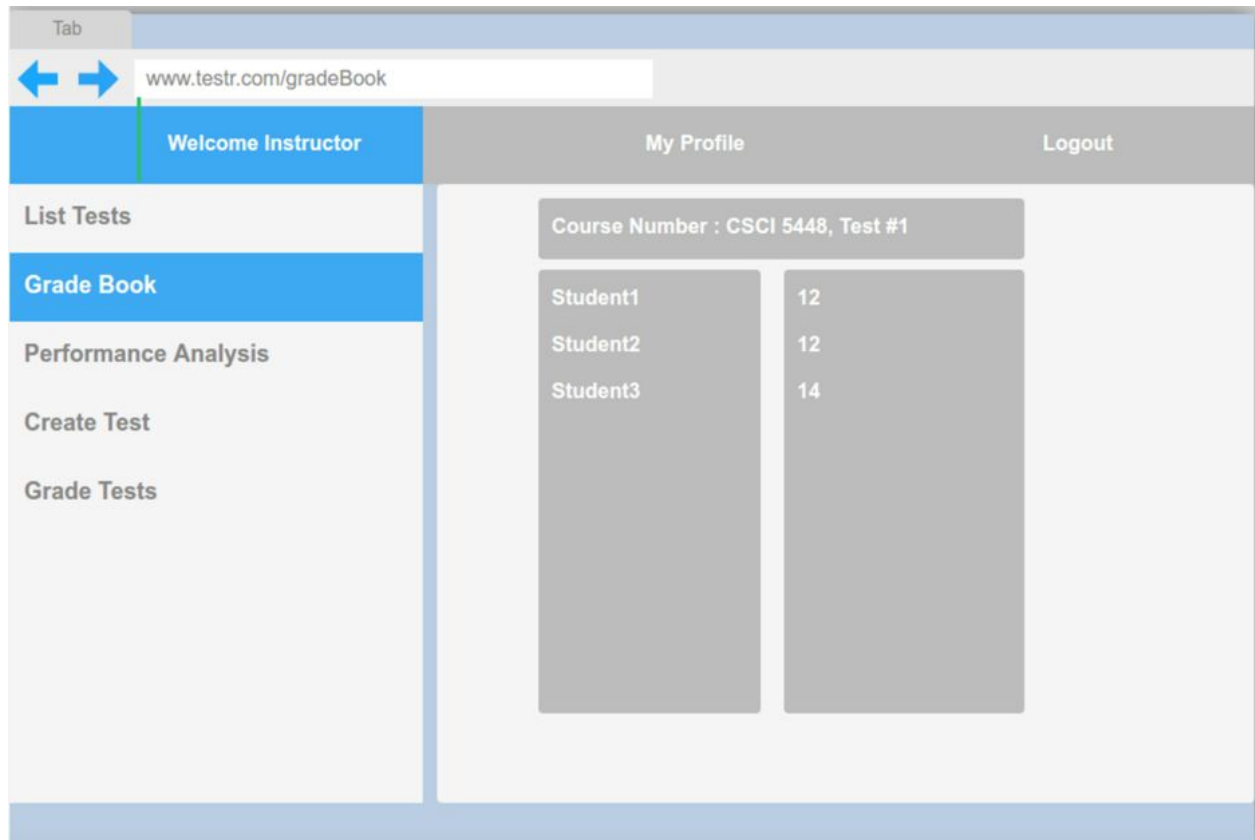 Tab
www.testr.com/gradeBook
Welcome Instructor My Profile Logout
List Tests
Grade Book
Performance Analysis
Create Test
Grade Tests
Course Number : CSCI 5448, Test #1
Student1 12
Student2 12
Student3 14